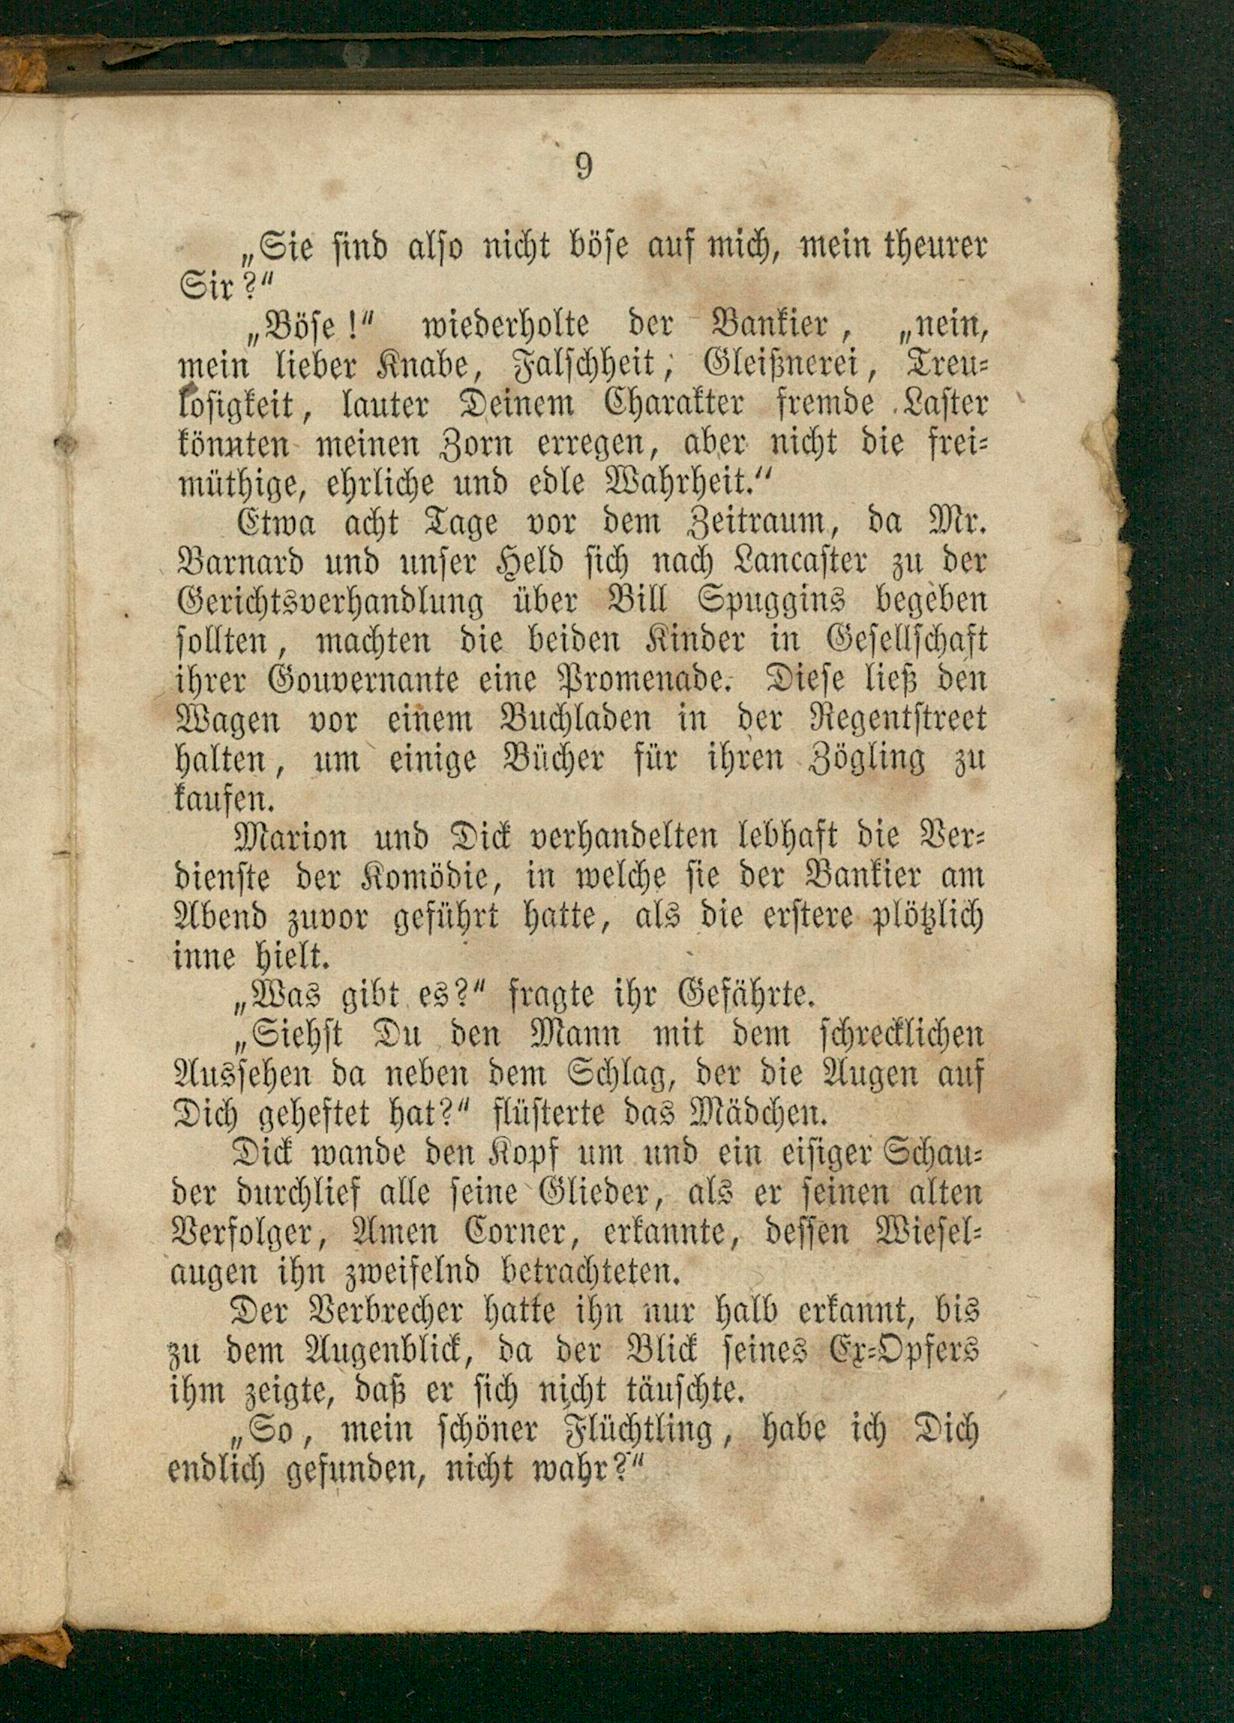 9
„Sie sind also nicht böse auf mich, mein theurer
Sir?“
„Böse!“ wiederholte der Bankier, „nein,
mein lieber Knabe, Falschheit, Gleißnerei, Treu-
losigkeit, lauter Deinem Charakter fremde Laster
könnten meinen Zorn erregen, aber nicht die frei-
müthige, ehrliche und edle Wahrheit.“
Etwa acht Tage vor dem Zeitraum, da Mr.
Barnard und unser Held sich nach Lancaster zu der
Gerichtsverhandlung über Bill Spuggins begeben
sollten, machten die beiden Kinder in Gesellschaft
ihrer Gouvernante eine Promenade. Diese ließ den
Wagen vor einem Buchladen in der Regentstreet
halten, um einige Bücher für ihren Zögling zu
kaufen.
Marion und Dick verhandelten lebhaft die Ver-
dienste der Komödie, in welche sie der Bankier am
Abend zuvor geführt hatte, als die erstere plötzlich
inne hielt.
„Was gibt es?“ fragte ihr Gefährte.
„Siehst Du den Mann mit dem schrecklichen
Aussehen da neben dem Schlag, der die Augen auf
Dich geheftet hat?“ flüsterte das Mädchen.
Dick wande den Kopf um und ein eisiger Schau-
der durchlief alle seine Glieder, als er seinen alten
Verfolger, Amen Corner, erkannte, dessen Wiesel-
augen ihn zweifelnd betrachteten.
Der Verbrecher hatte ihn nur halb erkannt, bis
zu dem Augenblick, da der Blick seines Ex-Opfers
ihm zeigte, daß er sich nicht täuschte.
„So, mein schöner Flüchtling, habe ich Dich
endlich gefunden, nicht wahr?“